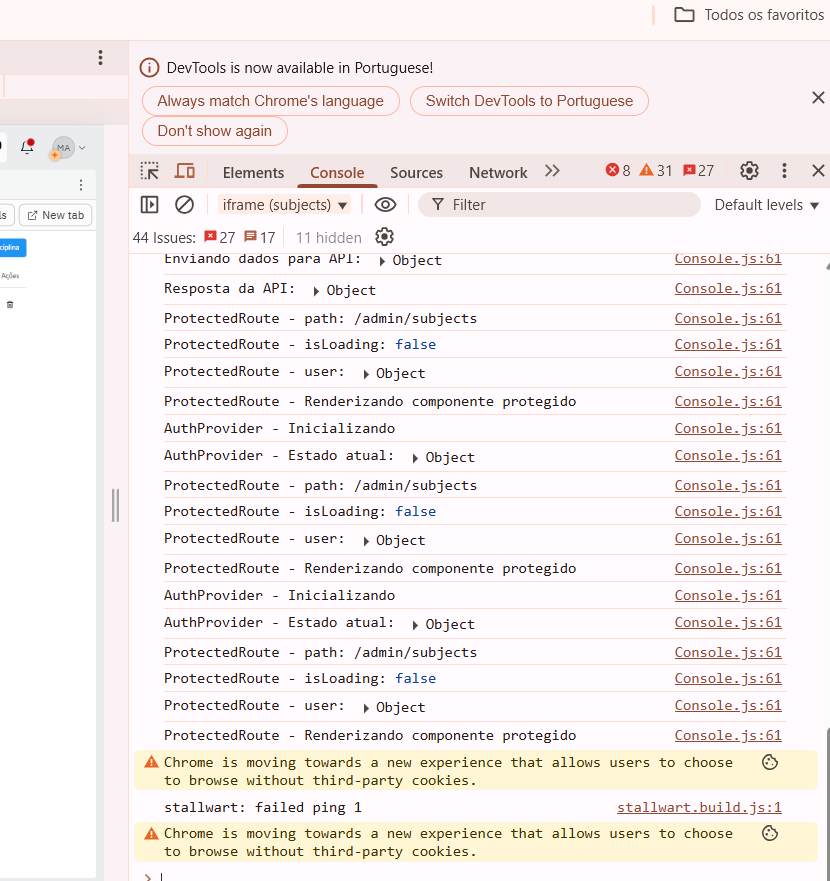 Todos os favoritos
DevTools is now available in Portuguese!
Always match Chrome's language
Switch DevTools to Portuguese
Don't show again
MA
New tab
Ações
Elements
Console
Sources
Network
8
31
27
iframe (subjects)
Filter
Default levels
44 Issues:
27
17
11 hidden
Enviando dados para API: Object Console.js:61
Resposta da API: Object Console.js:61
ProtectedRoute - path: /admin/subjects Console.js:61
ProtectedRoute - isLoading: false Console.js:61
ProtectedRoute - user: Object Console.js:61
ProtectedRoute - Renderizando componente protegido Console.js:61
AuthProvider - Inicializando Console.js:61
AuthProvider - Estado atual: Object Console.js:61
ProtectedRoute - path: /admin/subjects Console.js:61
ProtectedRoute - isLoading: false Console.js:61
ProtectedRoute - user: Object Console.js:61
ProtectedRoute - Renderizando componente protegido Console.js:61
AuthProvider - Inicializando Console.js:61
AuthProvider - Estado atual: Object Console.js:61
ProtectedRoute - path: /admin/subjects Console.js:61
ProtectedRoute - isLoading: false Console.js:61
ProtectedRoute - user: Object Console.js:61
ProtectedRoute - Renderizando componente protegido Console.js:61
Chrome is moving towards a new experience that allows users to choose
to browse without third-party cookies.
stallwart: failed ping 1 stallwart.build.js:1
Chrome is moving towards a new experience that allows users to choose
to browse without third-party cookies.